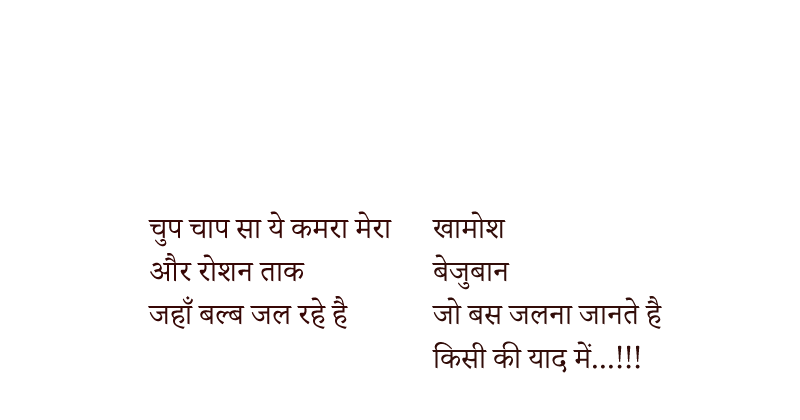 चुप चाप सा ये कमरा मेरा
और रोशन ताक
जहाँ बल्ब जल रहे है
खामोश
बेजुबान
जो बस जलना जानते है
किसी की याद में...!!!